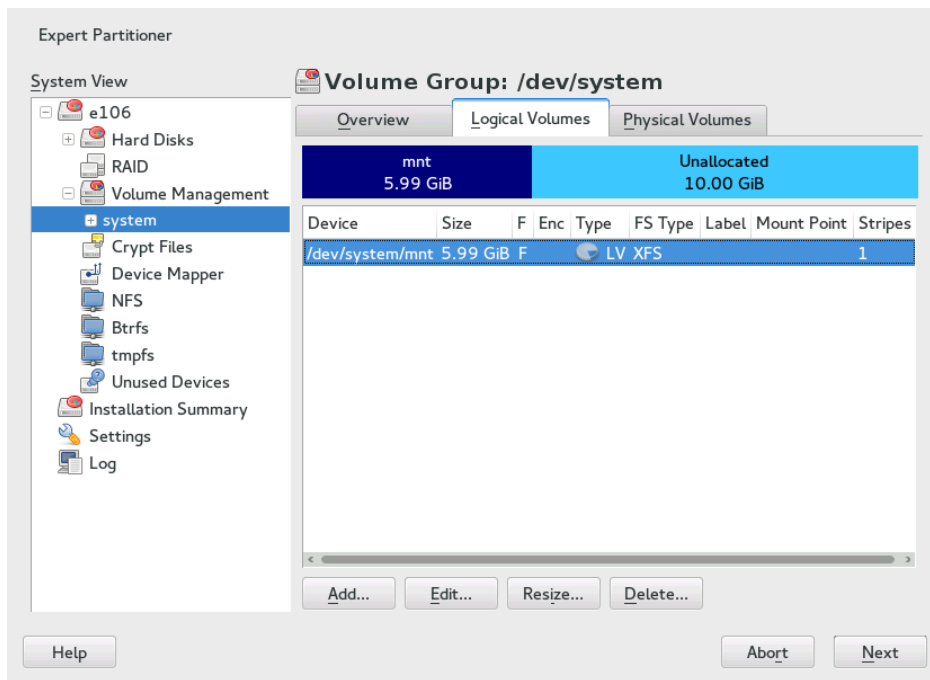 Expert Partitioner
System View
e106
Hard Disks
RAID
Volume Management
system
Crypt Files
Device Mapper
NFS
Btrfs
tmpfs
Unused Devices
Installation Summary
Settings
Log
Volume Group: /dev/system
Overview Logical Volumes Physical Volumes
mnt Unallocated
5.99 GiB 10.00 GiB
Device Size F Enc Type FS Type Label Mount Point Stripes
/dev/system/mnt 5.99 GiB F LV XFS 1
Add... Edit... Resize... Delete...
Help Abort Next